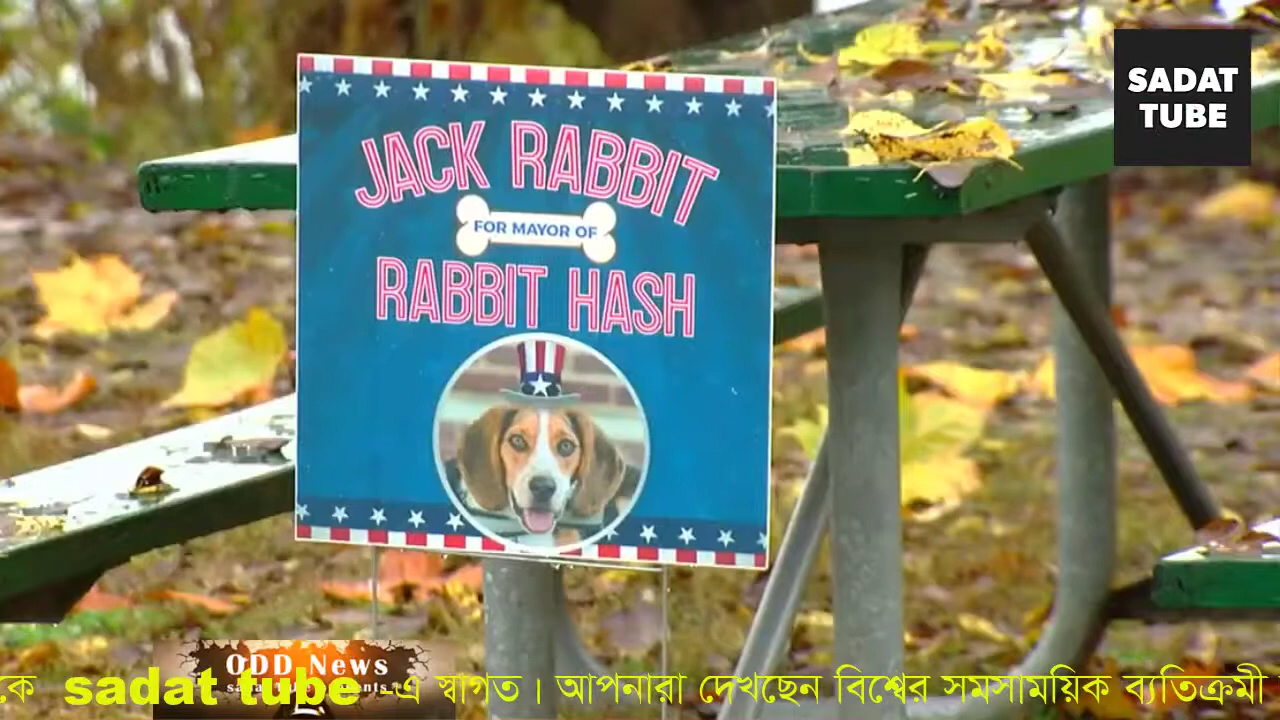 SADAT
TUBE
JACK RABBIT
FOR MAYOR OF
RABBIT HASH
ODD News
কে sadat tube -এ স্বাগত। আপনারা দেখছেন বিশ্বের সমসাময়িক ব্যতিক্রমী